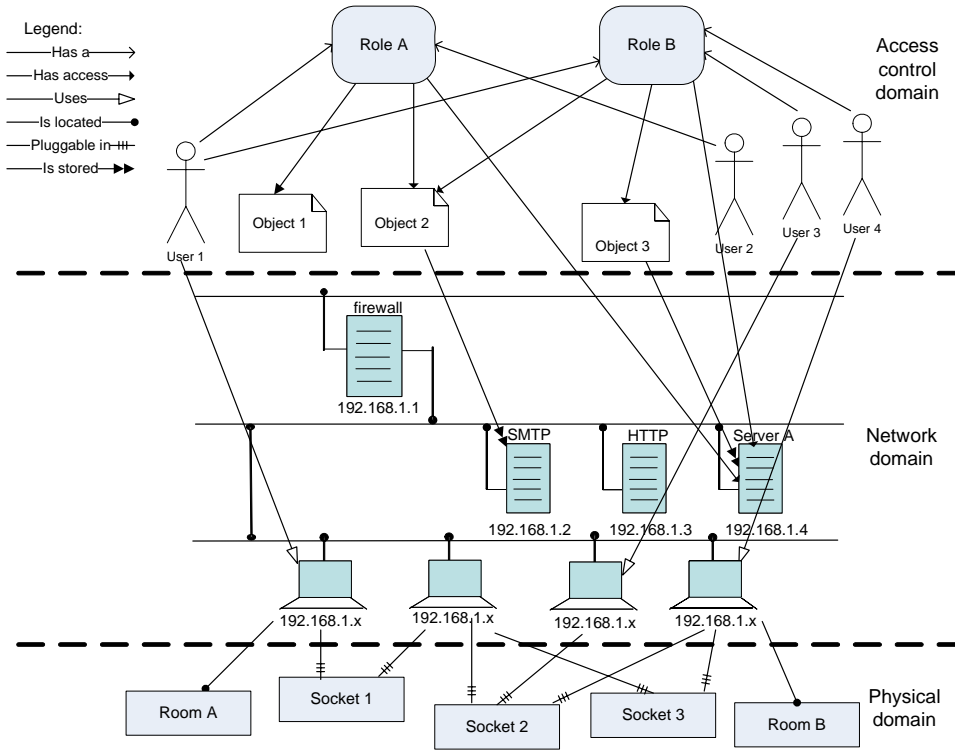 Legend:
Has a
Has access
Uses
Is located
Pluggable in
Is stored
Role A
Role B
Access
control
domain
Object 1
Object 2
Object 3
User 1
User 2
User 3
User 4
firewall
192.168.1.1
SMTP
HTTP
Server A
192.168.1.2
192.168.1.3
192.168.1.4
Network
domain
192.168.1.x
192.168.1.x
192.168.1.x
192.168.1.x
Room A
Socket 1
Socket 2
Socket 3
Room B
Physical
domain